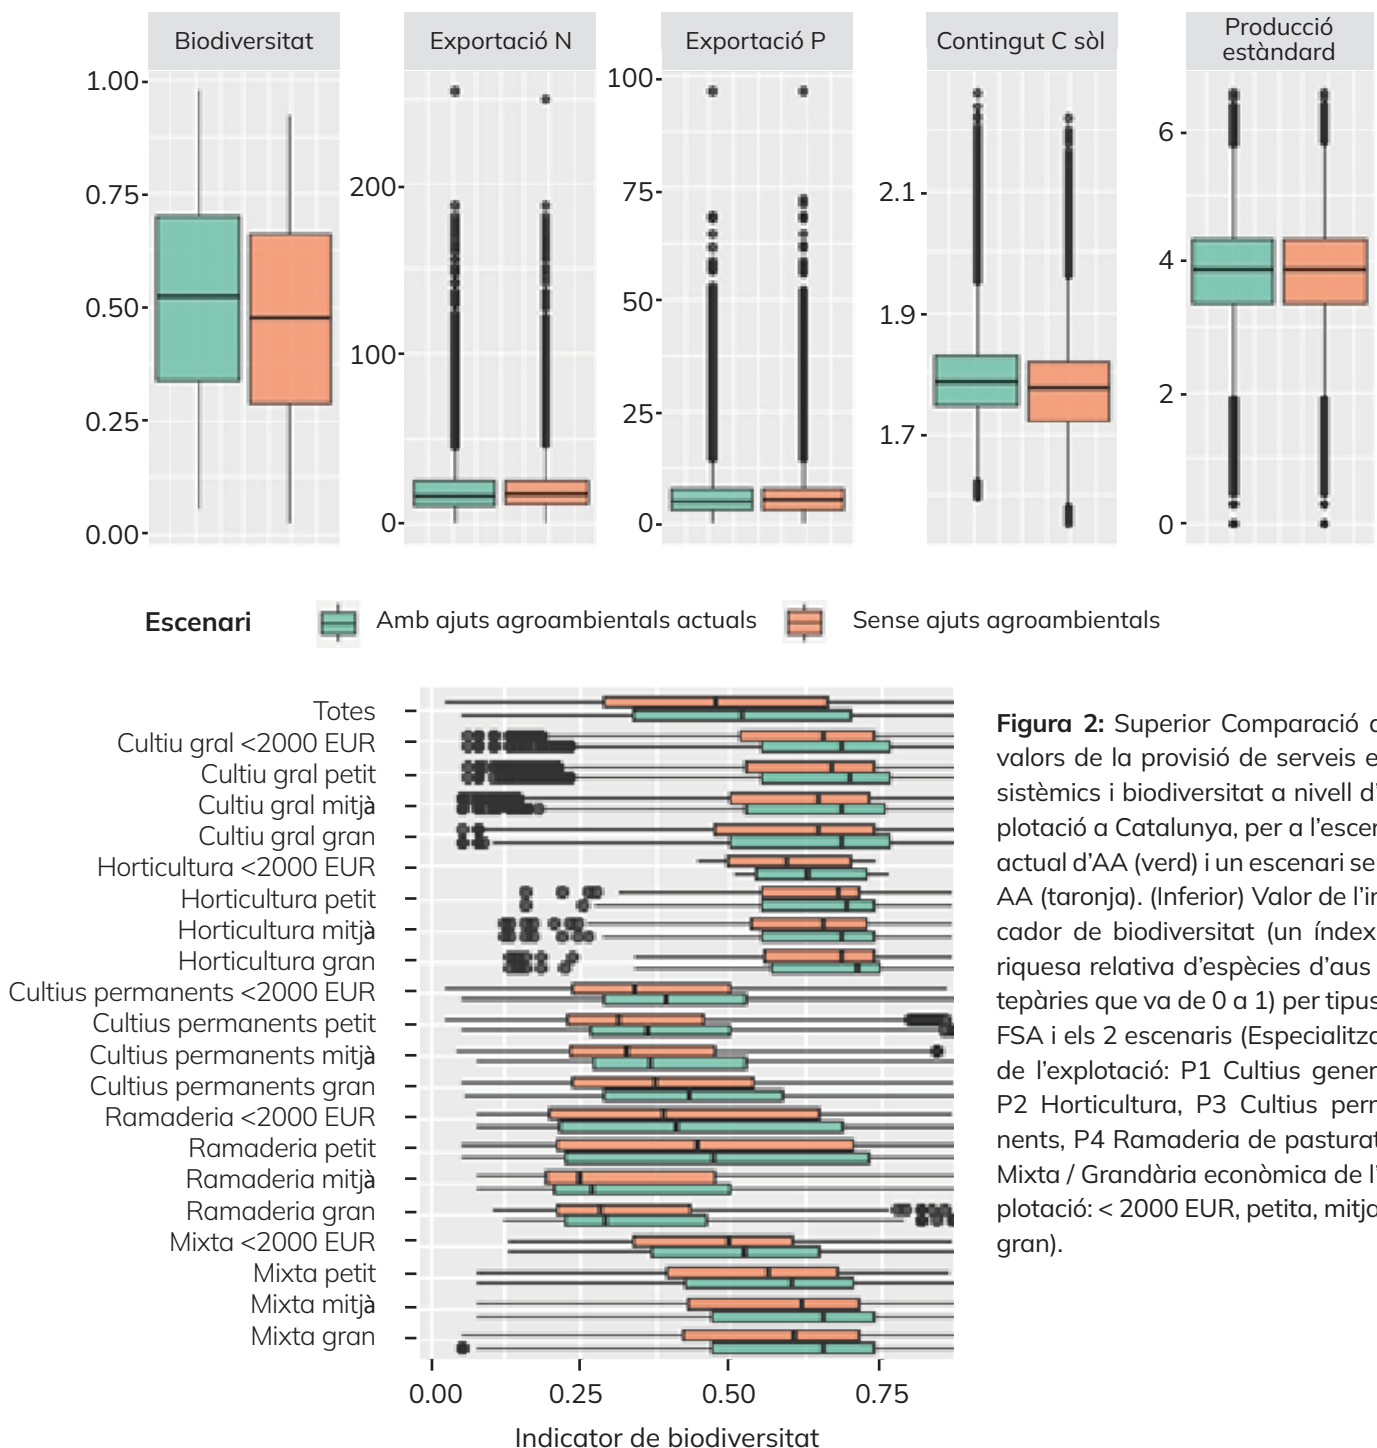 Biodiversitat
Exportació N
Exportació P
Contingut C sòl
Producció
estàndard
1.00
0.75
0.50
0.25
0.00
200
100
0
100
75
50
25
0
2.1
1.9
1.7
6
4
2
0
Escenari
Amb ajuts agroambientals actuals
Sense ajuts agroambientals
Totes
Cultiu gral <2000 EUR
Cultiu gral petit
Cultiu gral mitjà
Cultiu gral gran
Horticultura <2000 EUR
Horticultura petit
Horticultura mitjà
Horticultura gran
Cultius permanents <2000 EUR
Cultius permanents petit
Cultius permanents mitjà
Cultius permanents gran
Ramaderia <2000 EUR
Ramaderia petit
Ramaderia mitjà
Ramaderia gran
Mixta <2000 EUR
Mixta petit
Mixta mitjà
Mixta gran
0.00
0.25
0.50
0.75
Indicator de biodiversitat
Figura 2: Superior Comparació
valors de la provisió de serveis
sistèmics i biodiversitat a nivell
plotació a Catalunya, per a
actual d'AA (verd) i un escenari
AA (taronja). (Inferior) Valor de
cador de biodiversitat (un índex
riquesa relativa d'espècies d'aus
tepàries que va de 0 a 1) per tipus
FSA i els 2 escenaris
de l'explotació: P1 Cultius
P2 Horticultura, P3 Cultius
nents, P4 Ramaderia de
Mixta / Grandària econòmica de
plotació: < 2000 EUR, petita,
gran).